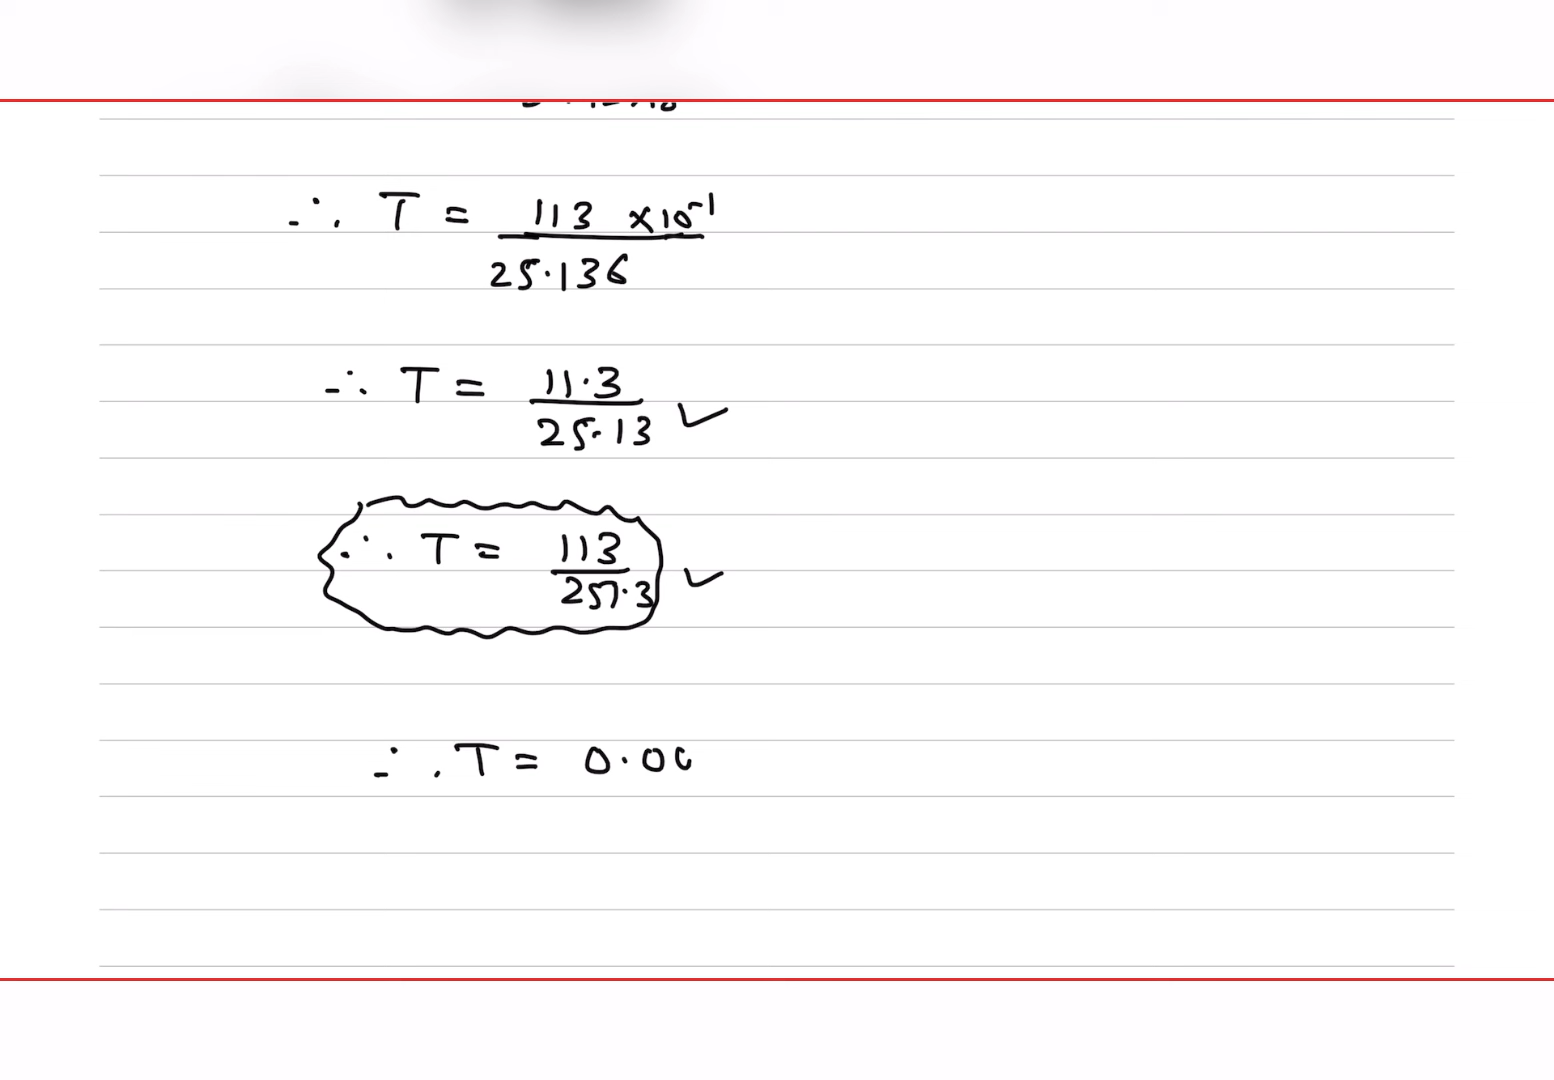 ∴ T = 113 × 10⁻¹ / 25.136
∴ T = 11.3 / 25.13 ✓
∴ T = 113 / 251.3 ✓
∴ T = 0.00